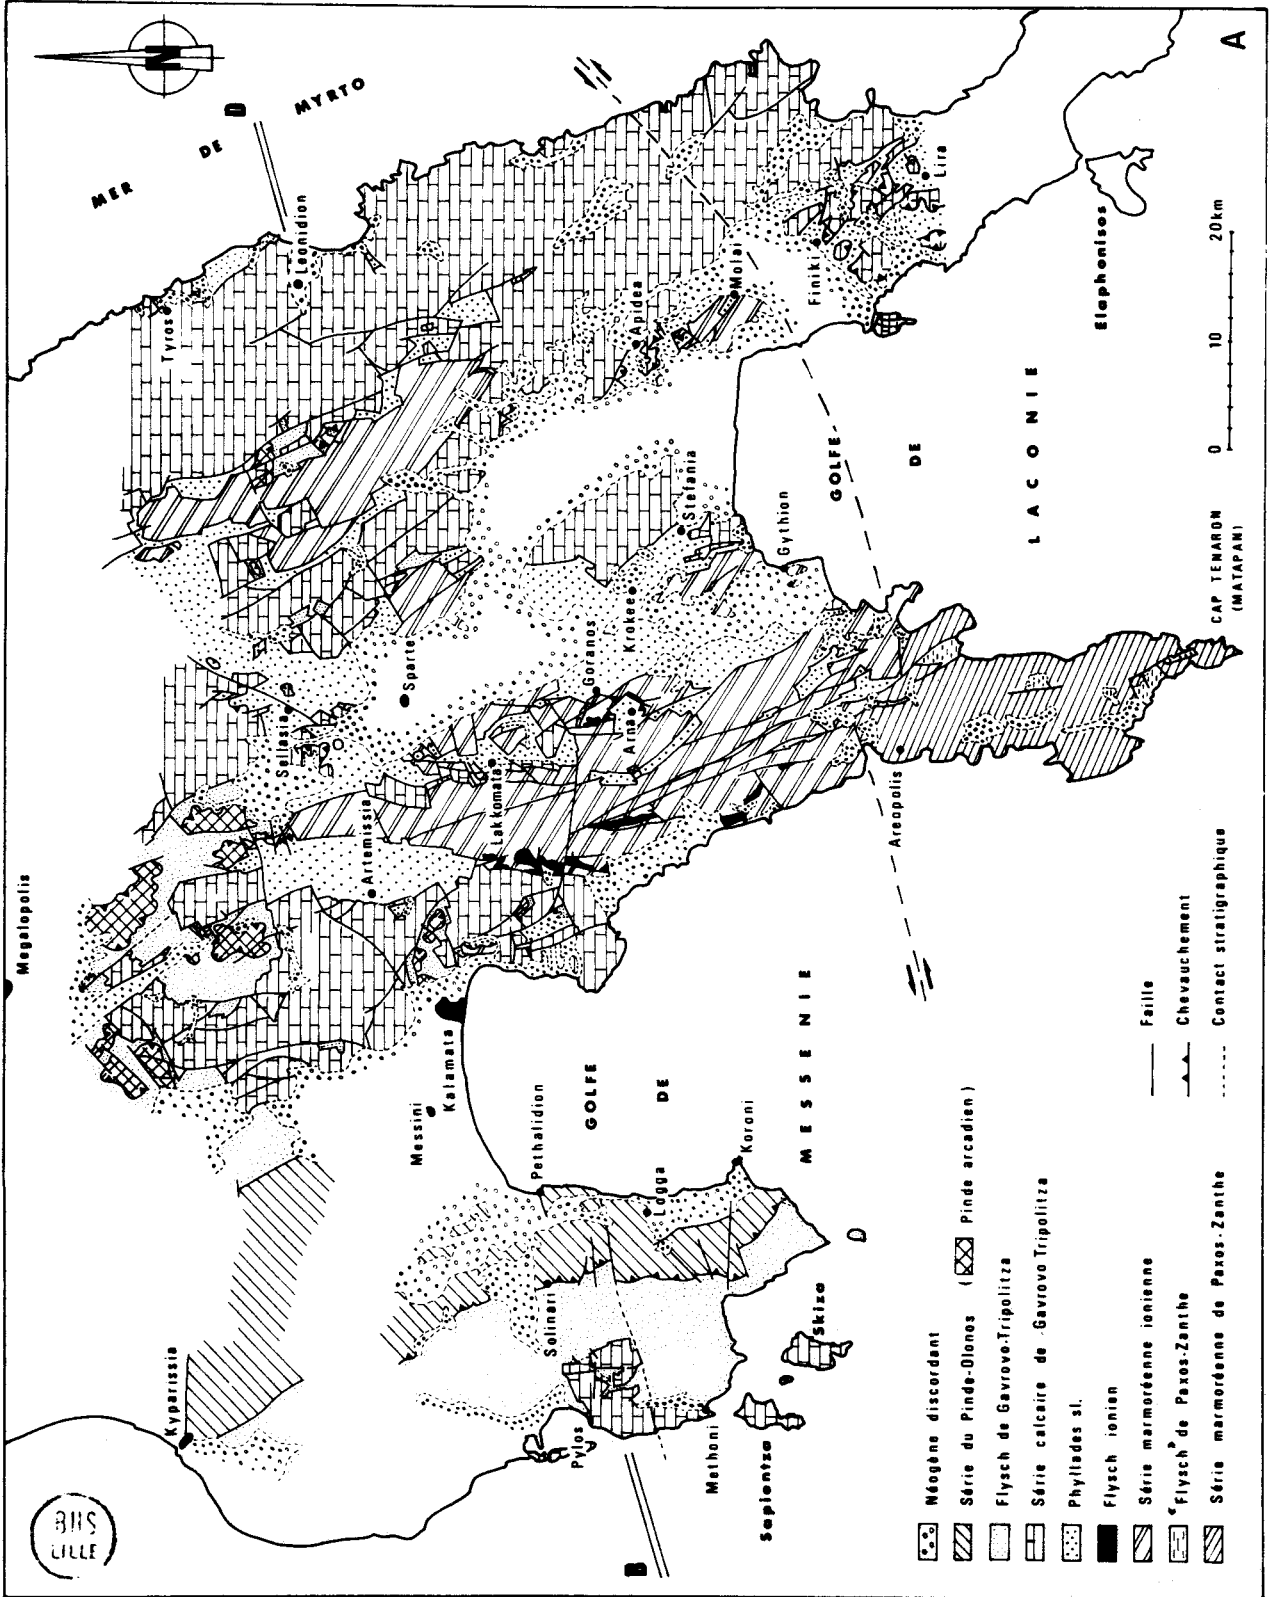 A
N
MER
DE
MYRTO
D
Leonidion
Tyros
Molai
Apidea
Finiki
Lira
Elaphonisos
0 10 20km
GOLFE
DE
LACONIE
CAP TENARON
(MATAPAN)
Stefania
Gythion
Krokee
Goranos
Arna
Sparte
Sellasia
Artemissia
Lakkomata
Areopolis
Megalopolis
Kalamata
Messini
GOLFE
DE
MESSENIE
Pethalidion
Koroni
Logga
Solinari
Kyparissia
Pylos
Methoni
Sapientza
Skiza
B
Néogène discordant
Série du Pinde-Olonos ( Pinde arcadien )
Flysch de Gavrovo-Tripolitza
Série calcaire de Gavrovo Tripolitza
Phyllades sl.
Flysch ionien
Série marmoréenne ionienne
"Flysch" de Paxos-Zanthe
Série marmoréenne de Paxos-Zanthe
Faille
Chevauchement
Contact stratigraphique
BUS
LILLE